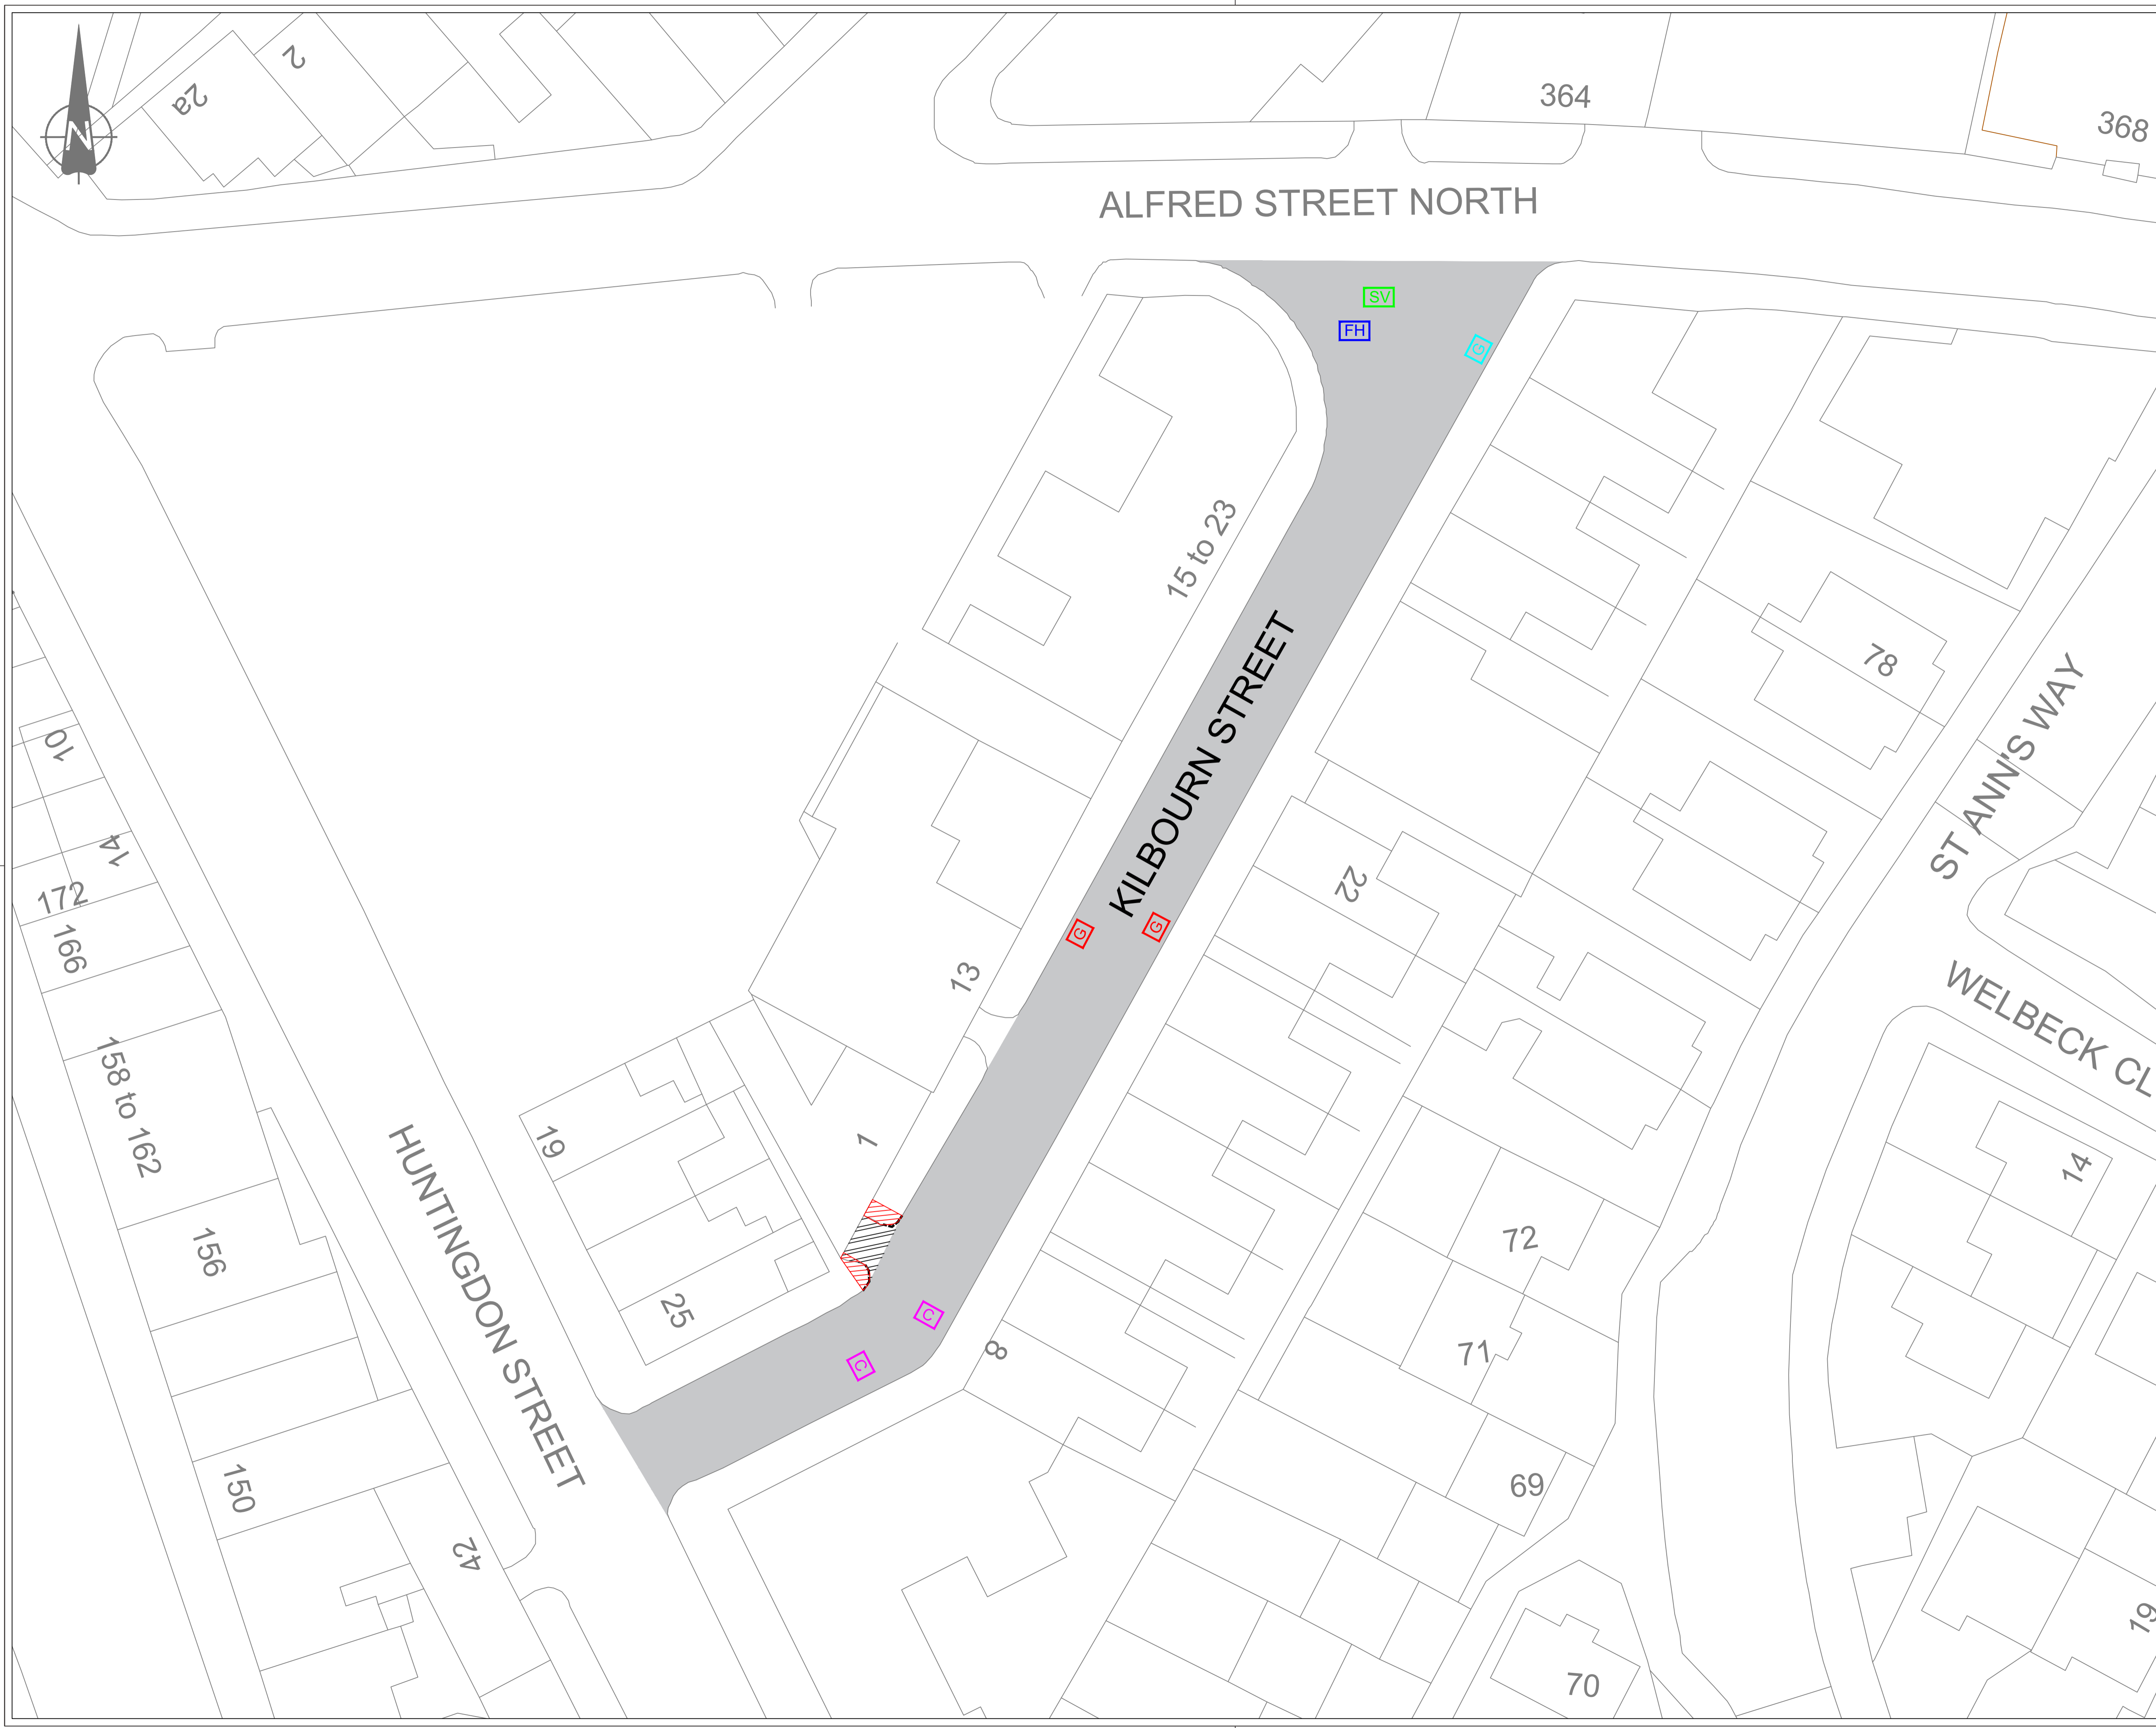 2
2a
N
364
368
ALFRED STREET NORTH
SV
FH
G
15 to 23
KILBOURN STREET
78
ST ANN'S WAY
10
14
172
166
22
G
G
13
WELBECK CL
158 to 162
19
1
HUNTINGDON STREET
14
156
25
72
C
C
8
71
150
69
42
19
70